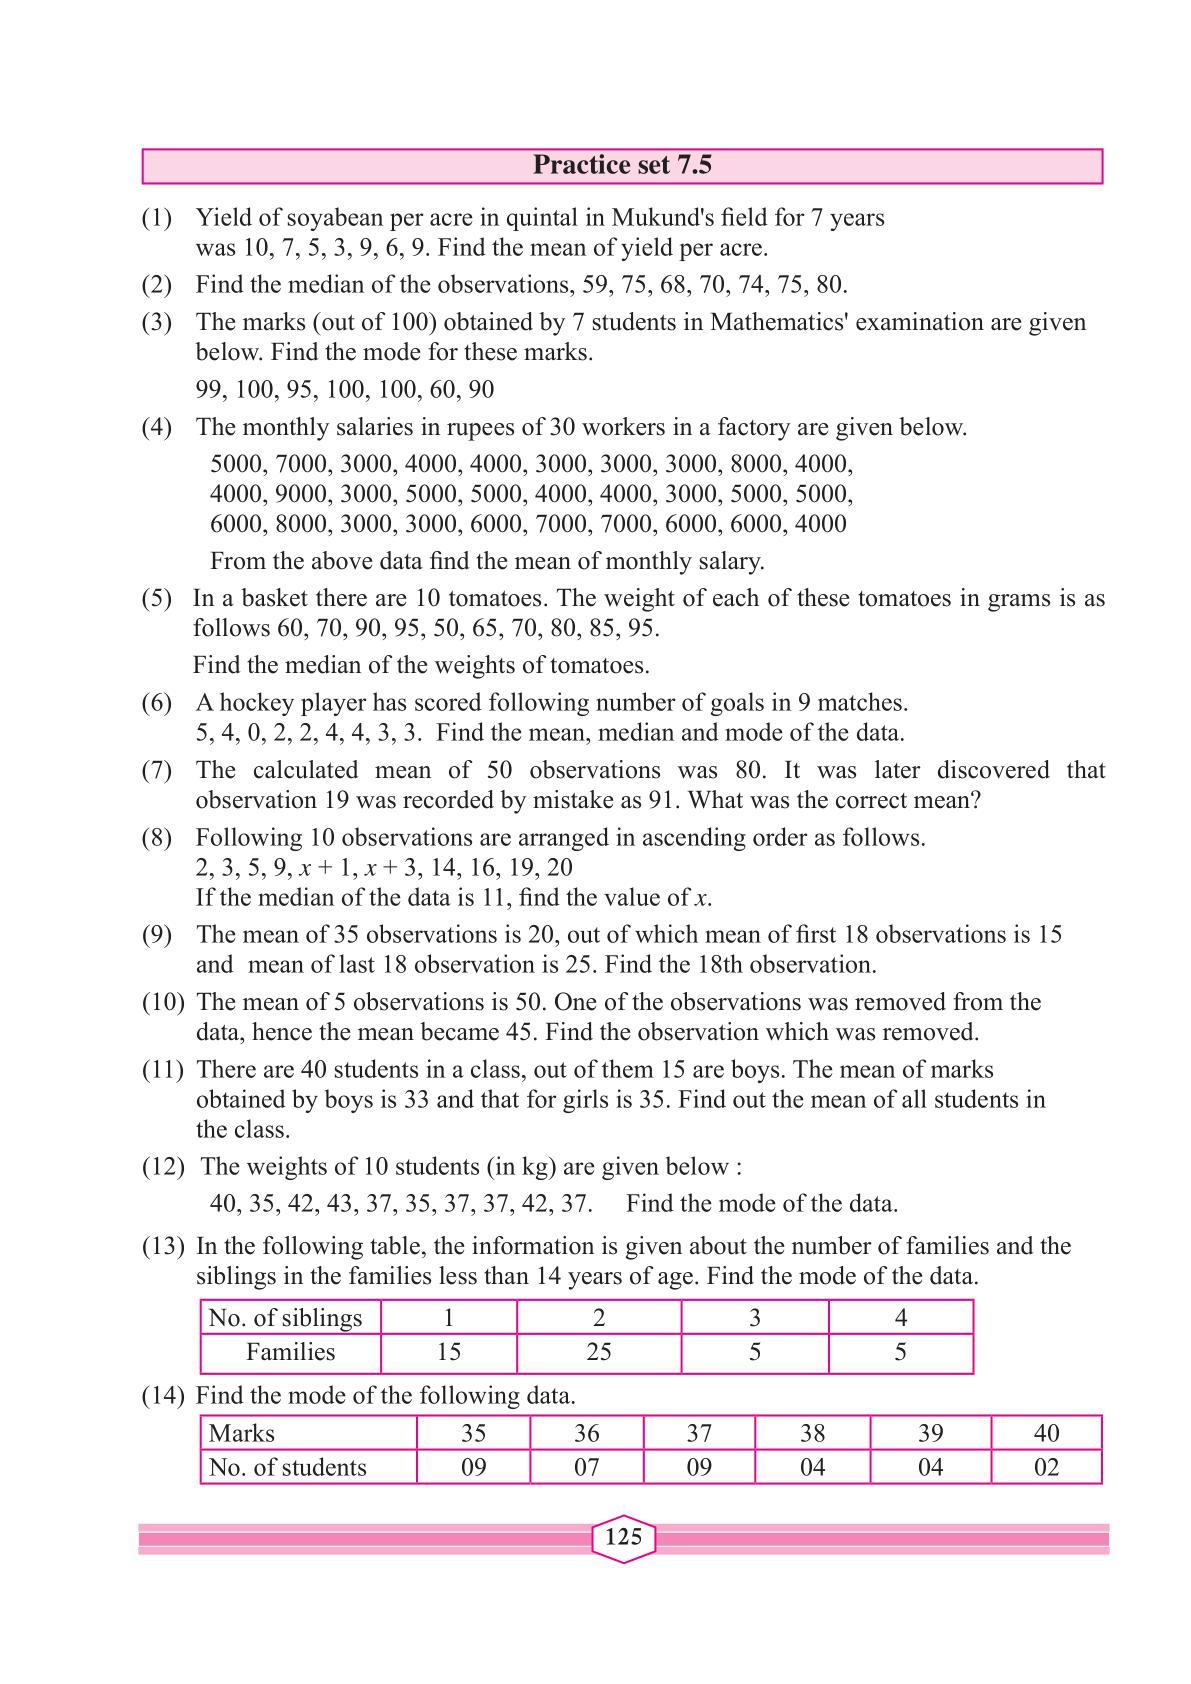 Practice set 7.5
(1) Yield of soyabean per acre in quintal in Mukund's field for 7 years
was 10, 7, 5, 3, 9, 6, 9. Find the mean of yield per acre.
(2) Find the median of the observations, 59, 75, 68, 70, 74, 75, 80.
(3) The marks (out of 100) obtained by 7 students in Mathematics' examination are given
below. Find the mode for these marks.
99, 100, 95, 100, 100, 60, 90
(4) The monthly salaries in rupees of 30 workers in a factory are given below.
5000, 7000, 3000, 4000, 4000, 3000, 3000, 3000, 8000, 4000,
4000, 9000, 3000, 5000, 5000, 4000, 4000, 3000, 5000, 5000,
6000, 8000, 3000, 3000, 6000, 7000, 7000, 6000, 6000, 4000
From the above data find the mean of monthly salary.
(5) In a basket there are 10 tomatoes. The weight of each of these tomatoes in grams is as
follows 60, 70, 90, 95, 50, 65, 70, 80, 85, 95.
Find the median of the weights of tomatoes.
(6) A hockey player has scored following number of goals in 9 matches.
5, 4, 0, 2, 2, 4, 4, 3, 3. Find the mean, median and mode of the data.
(7) The calculated mean of 50 observations was 80. It was later discovered that
observation 19 was recorded by mistake as 91. What was the correct mean?
(8) Following 10 observations are arranged in ascending order as follows.
2, 3, 5, 9, x + 1, x + 3, 14, 16, 19, 20
If the median of the data is 11, find the value of x.
(9) The mean of 35 observations is 20, out of which mean of first 18 observations is 15
and mean of last 18 observation is 25. Find the 18th observation.
(10) The mean of 5 observations is 50. One of the observations was removed from the
data, hence the mean became 45. Find the observation which was removed.
(11) There are 40 students in a class, out of them 15 are boys. The mean of marks
obtained by boys is 33 and that for girls is 35. Find out the mean of all students in
the class.
(12) The weights of 10 students (in kg) are given below :
40, 35, 42, 43, 37, 35, 37, 37, 42, 37. Find the mode of the data.
(13) In the following table, the information is given about the number of families and the
siblings in the families less than 14 years of age. Find the mode of the data.
No. of siblings 1 2 3 4
Families 15 25 5 5
(14) Find the mode of the following data.
Marks 35 36 37 38 39 40
No. of students 09 07 09 04 04 02
125